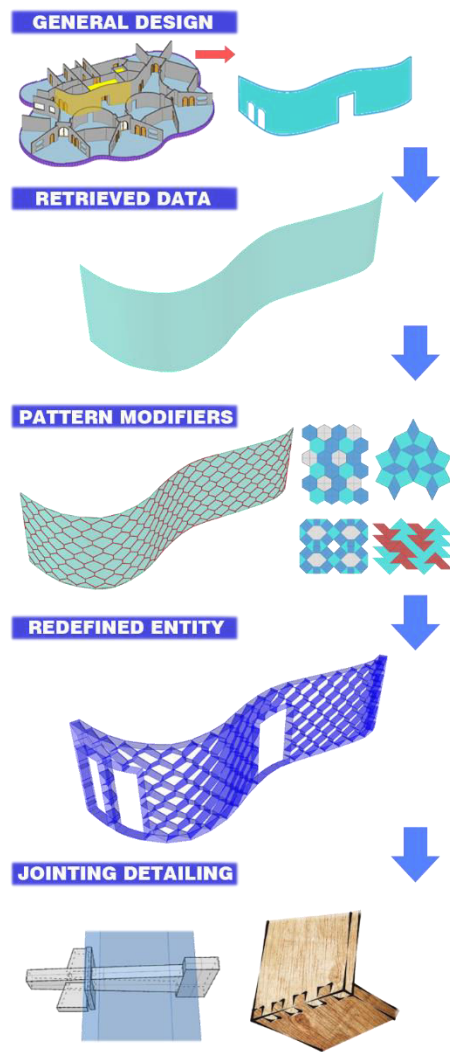 GENERAL DESIGN
RETRIEVED DATA
PATTERN MODIFIERS
REDEFINED ENTITY
JOINTING DETAILING